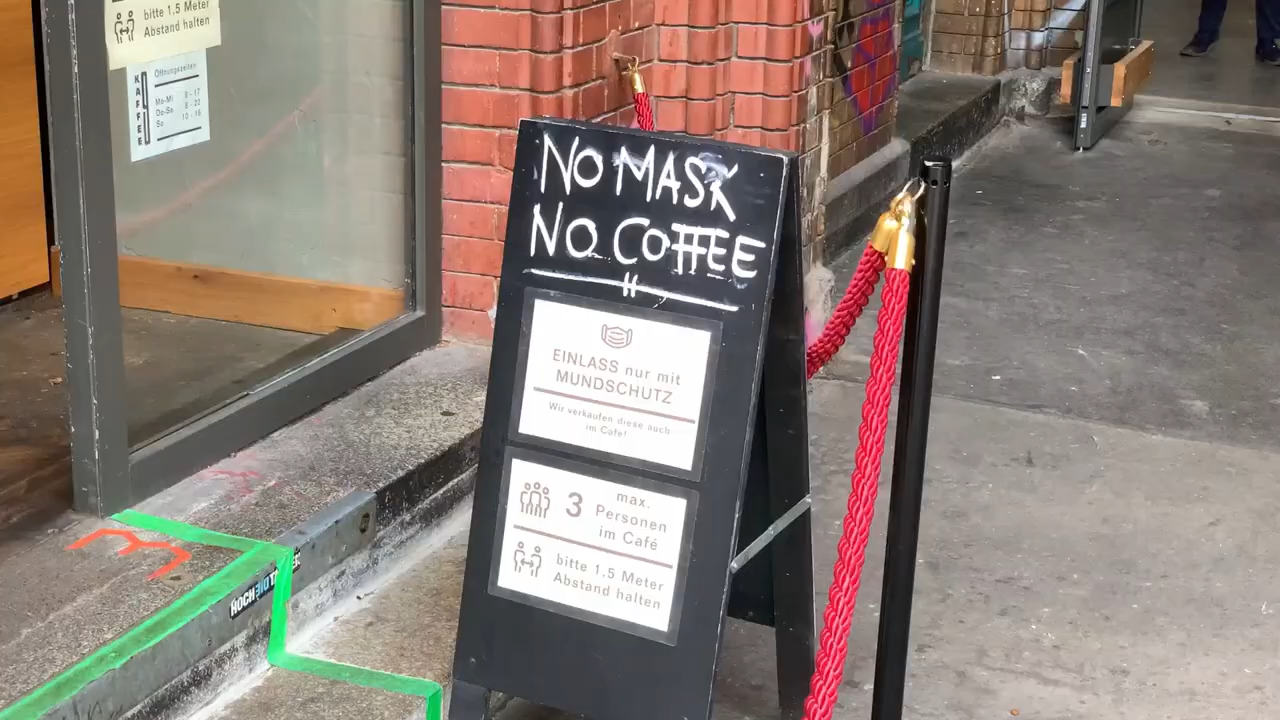 bitte 1,5 Meter
Abstand halten
KAFFEE
Öffnungszeiten
Mo-Mi 8 - 17
Do-Sa 8 - 22
So 10 - 16
NO MASK
NO COFFEE
EINLASS nur mit
MUNDSCHUTZ
Wir verkaufen diese auch
im Café!
3 max.
Personen
im Café
bitte 1,5 Meter
Abstand halten